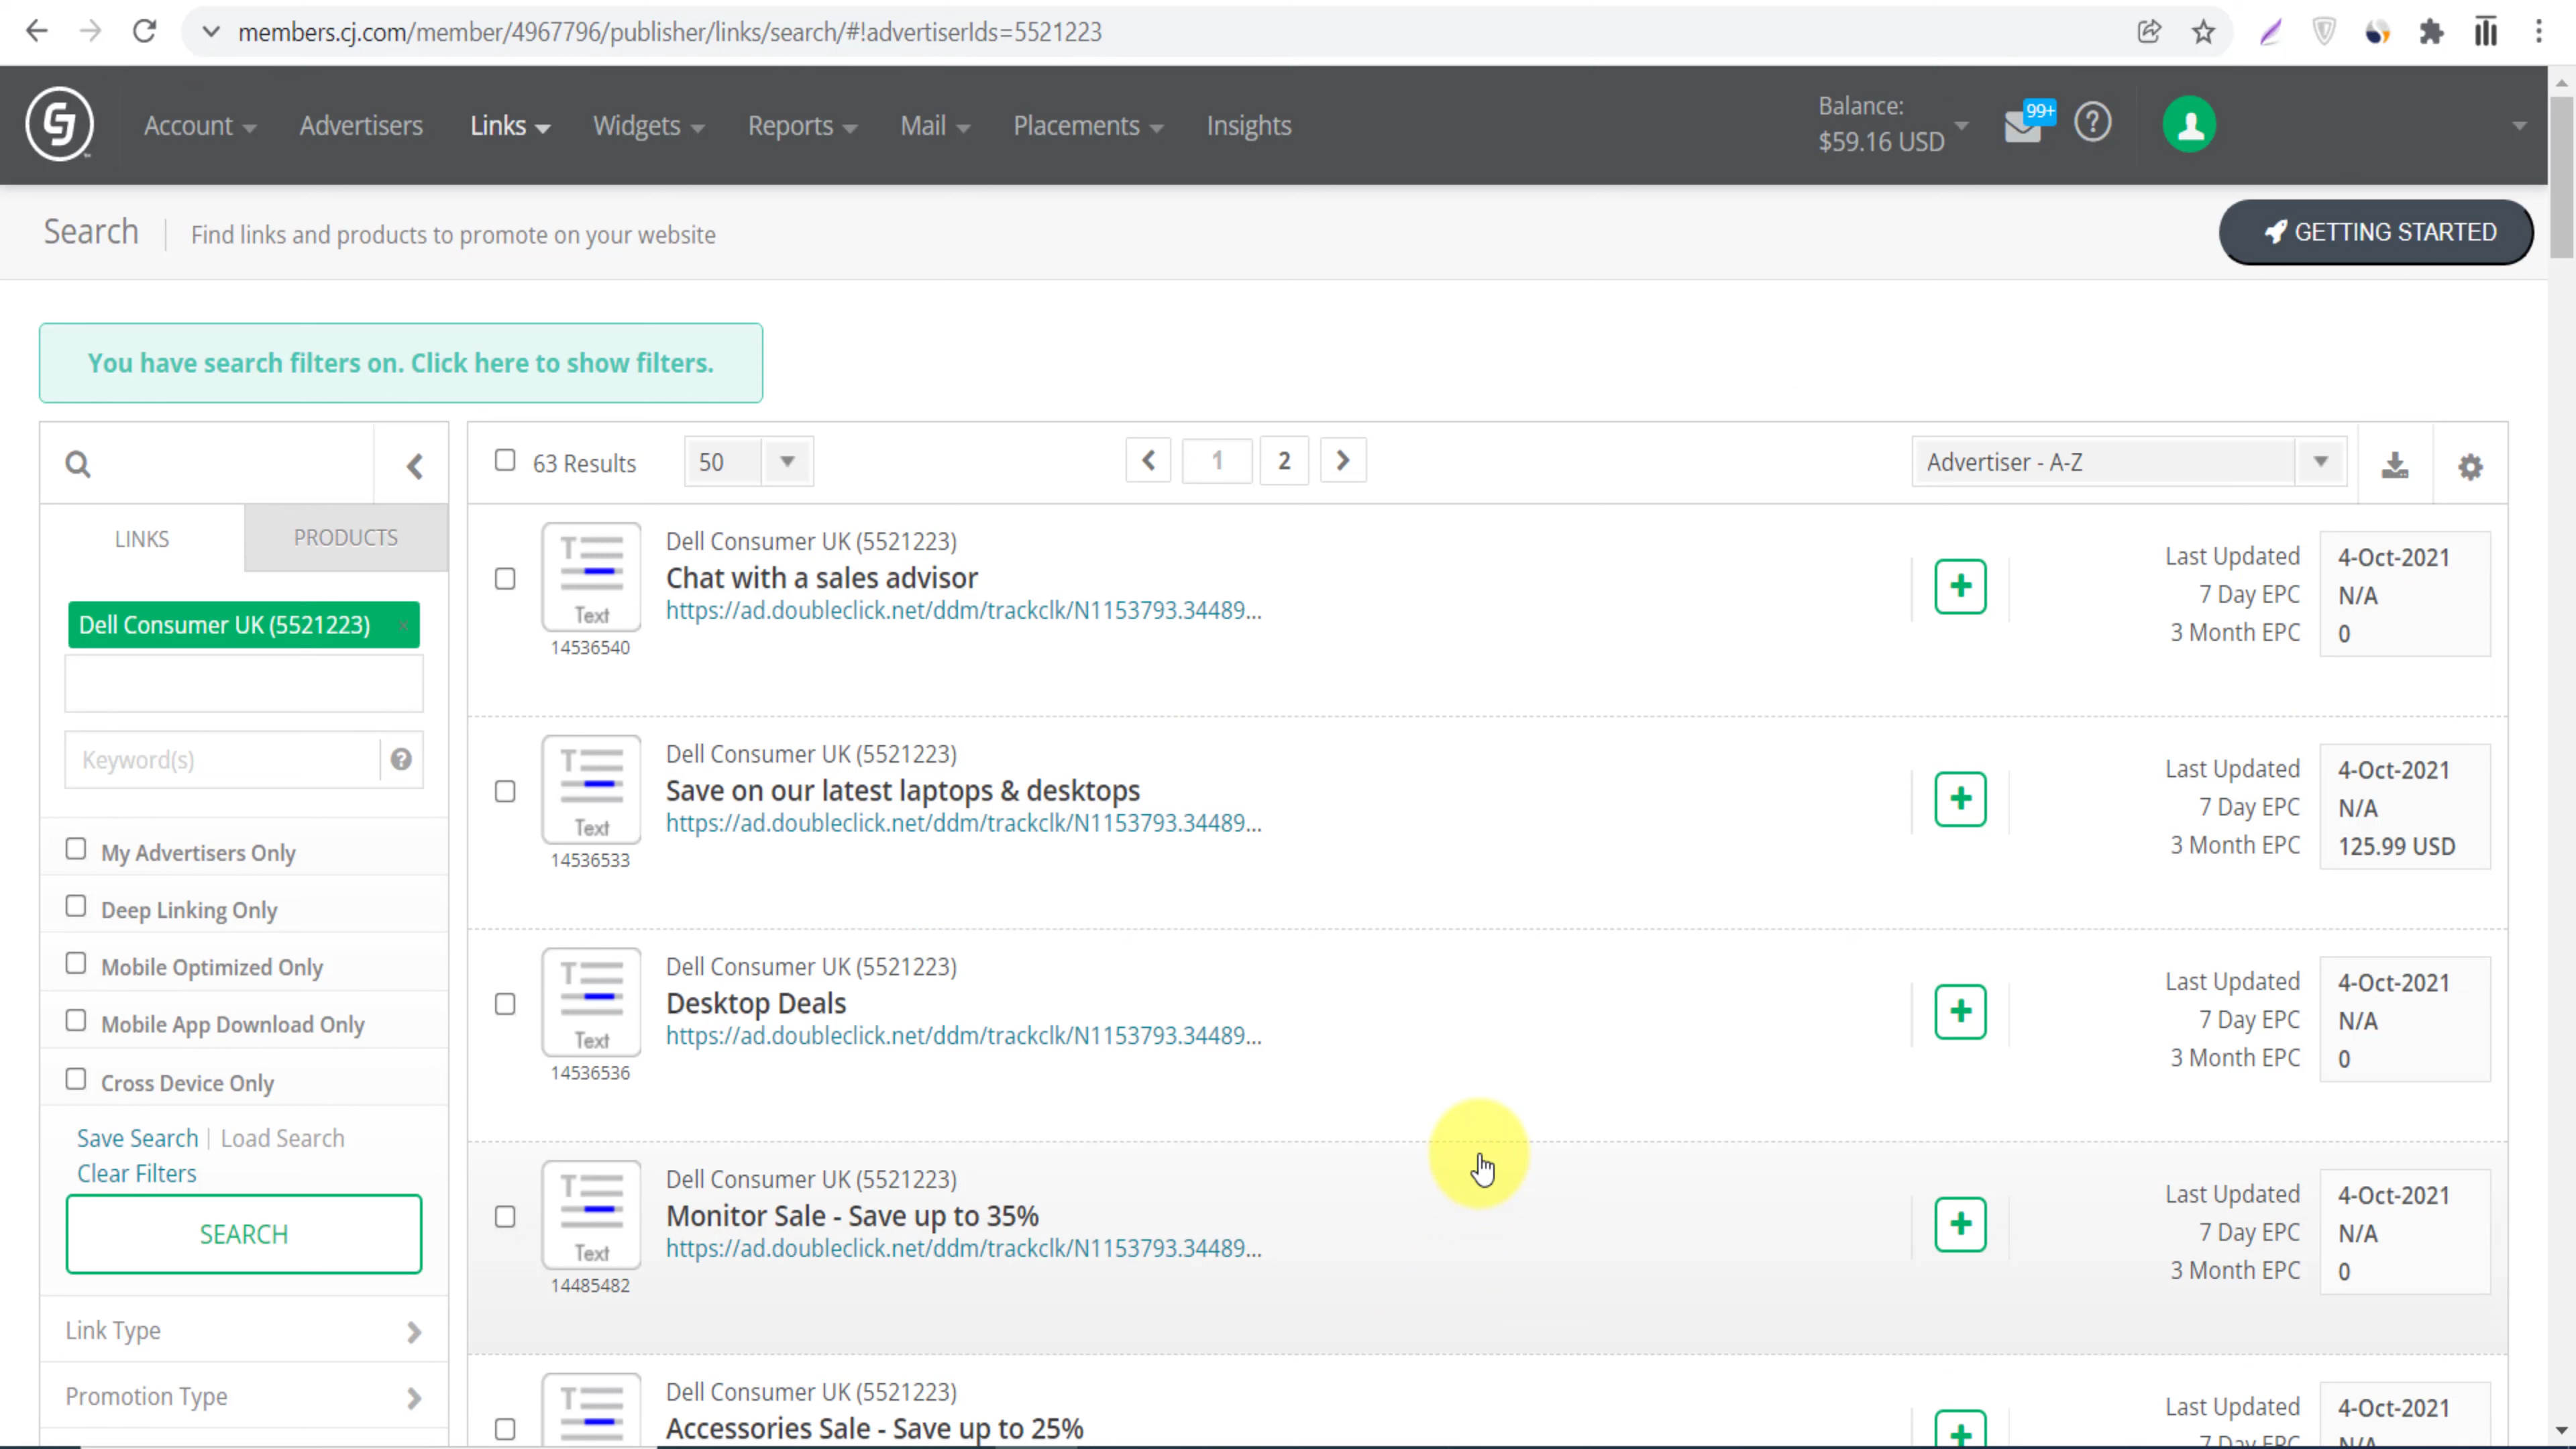 members.cj.com/member/4967796/publisher/links/search/#!advertiserIds=5521223
Account Advertisers Links Widgets Reports Mail Placements Insights
Balance:
$59.16 USD
99+
Search Find links and products to promote on your website
GETTING STARTED
You have search filters on. Click here to show filters.
63 Results 50 1 2 Advertiser - A-Z
LINKS PRODUCTS
Dell Consumer UK (5521223) ×
Keyword(s)
My Advertisers Only
Deep Linking Only
Mobile Optimized Only
Mobile App Download Only
Cross Device Only
Save Search | Load Search
Clear Filters
SEARCH
Link Type
Promotion Type
Text
14536540
Dell Consumer UK (5521223)
Chat with a sales advisor
https://ad.doubleclick.net/ddm/trackclk/N1153793.34489...
Last Updated 4-Oct-2021
7 Day EPC N/A
3 Month EPC 0
Text
14536533
Dell Consumer UK (5521223)
Save on our latest laptops & desktops
https://ad.doubleclick.net/ddm/trackclk/N1153793.34489...
Last Updated 4-Oct-2021
7 Day EPC N/A
3 Month EPC 125.99 USD
Text
14536536
Dell Consumer UK (5521223)
Desktop Deals
https://ad.doubleclick.net/ddm/trackclk/N1153793.34489...
Last Updated 4-Oct-2021
7 Day EPC N/A
3 Month EPC 0
Text
14485482
Dell Consumer UK (5521223)
Monitor Sale - Save up to 35%
https://ad.doubleclick.net/ddm/trackclk/N1153793.34489...
Last Updated 4-Oct-2021
7 Day EPC N/A
3 Month EPC 0
Dell Consumer UK (5521223)
Accessories Sale - Save up to 25%
Last Updated 4-Oct-2021
7 Day EPC N/A